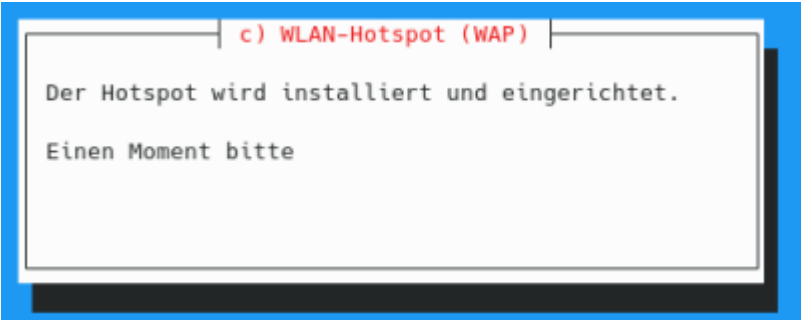 c) WLAN-Hotspot (WAP)
Der Hotspot wird installiert und eingerichtet.
Einen Moment bitte